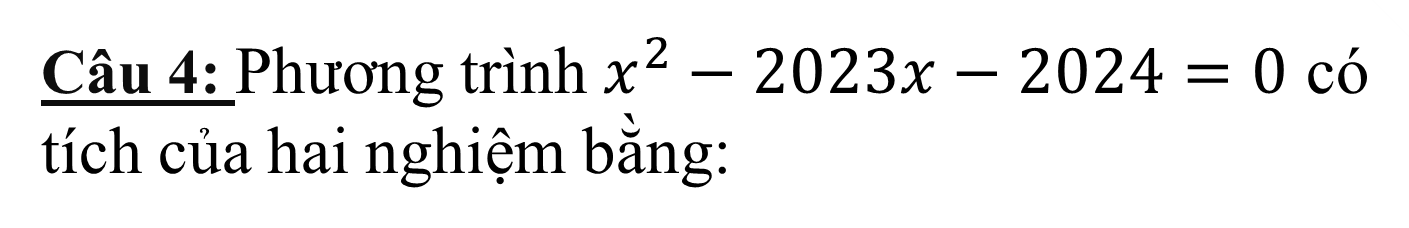 Câu 4: Phương trình x² − 2023x − 2024 = 0 có
tích của hai nghiệm bằng: